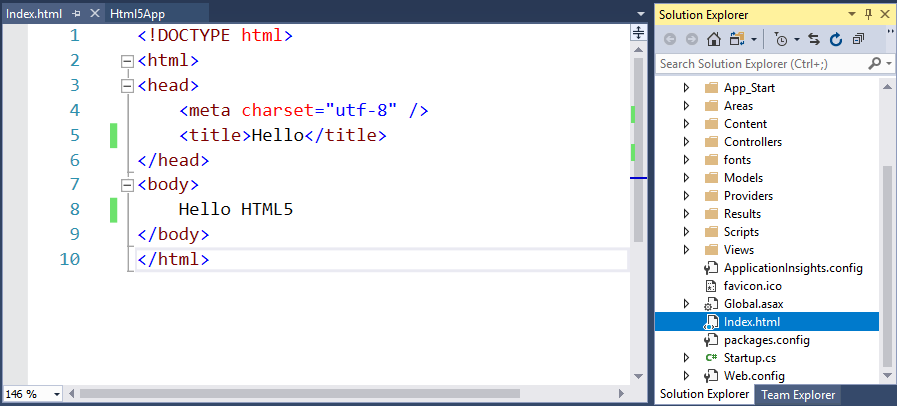 Index.html
Html5App
1 <!DOCTYPE html>
2 <html>
3 <head>
4 <meta charset="utf-8" />
5 <title>Hello</title>
6 </head>
7 <body>
8 Hello HTML5
9 </body>
10 </html>
146 %
Solution Explorer
Search Solution Explorer (Ctrl+;)
App_Start
Areas
Content
Controllers
fonts
Models
Providers
Results
Scripts
Views
ApplicationInsights.config
favicon.ico
Global.asax
Index.html
packages.config
C# Startup.cs
Web.config
Solution Explorer Team Explorer